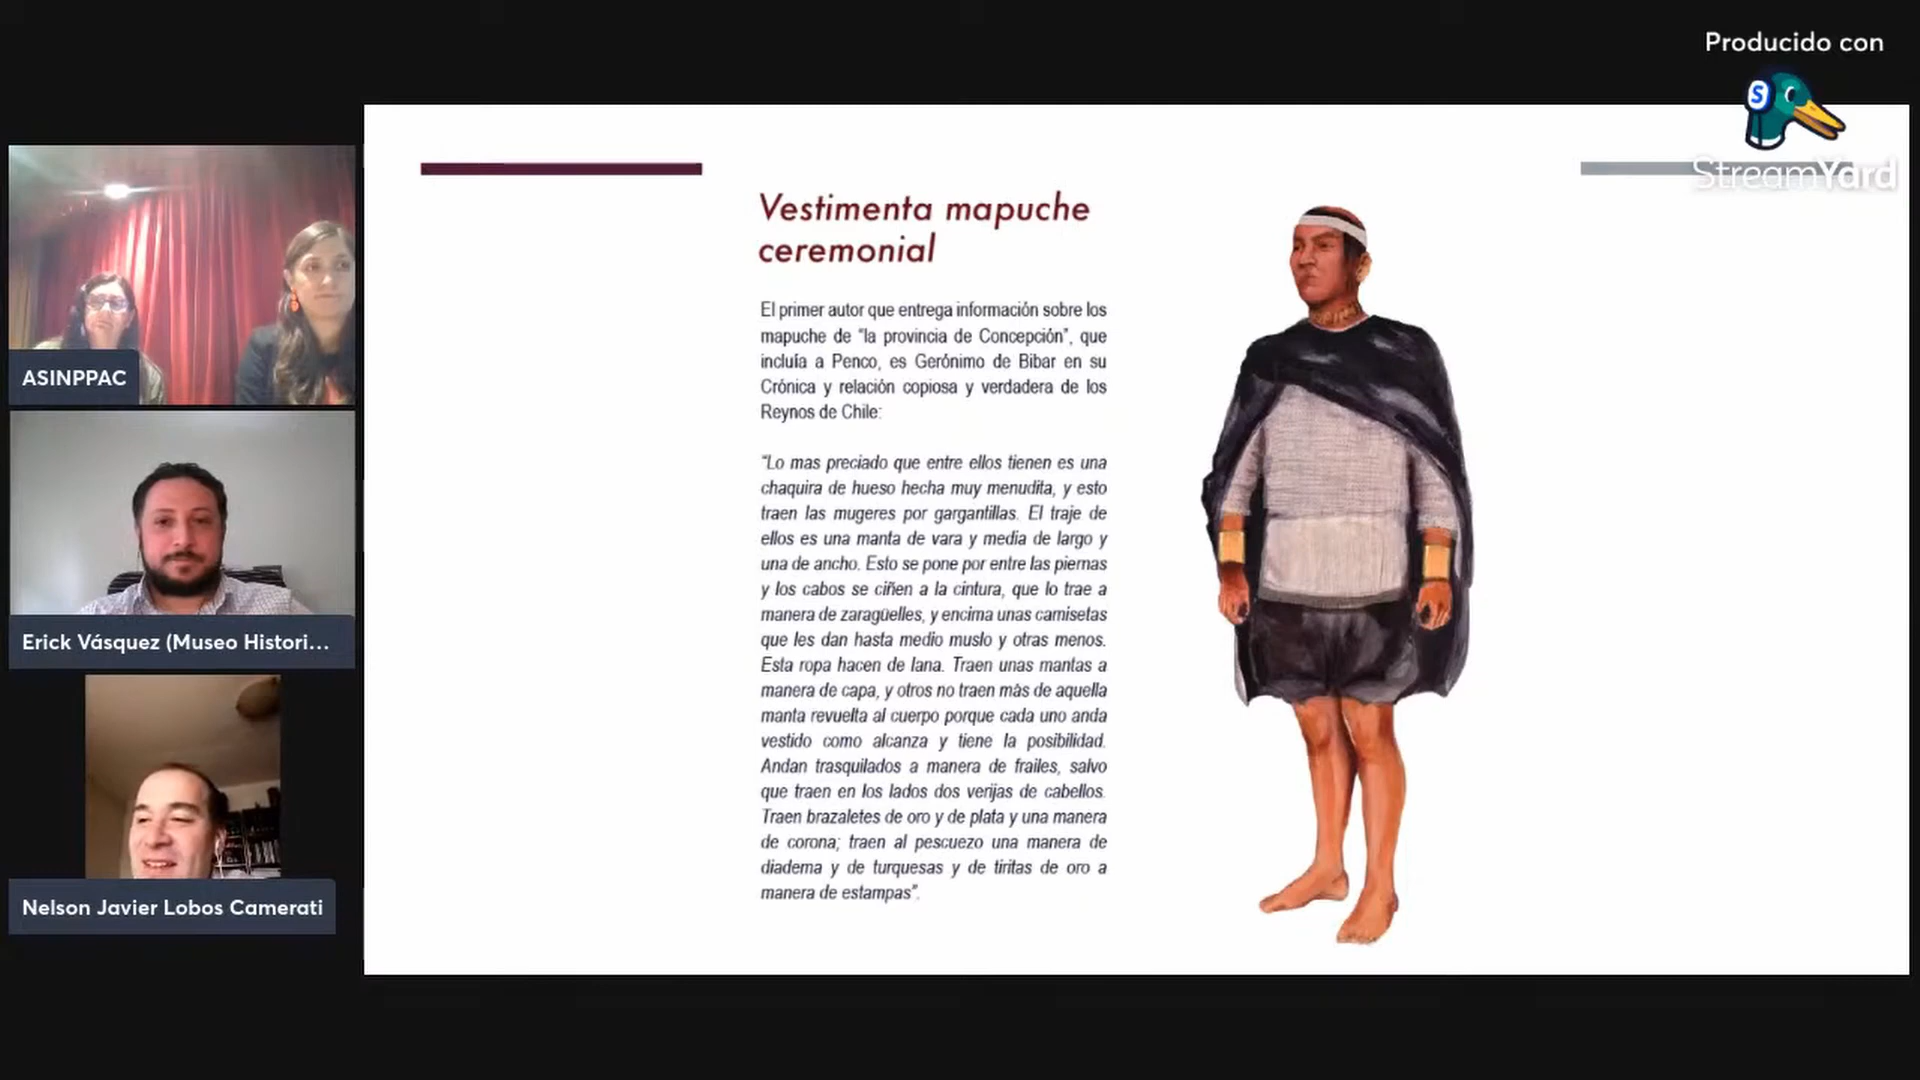 Producido con
StreamYard
ASINPPAC
Erick Vásquez (Museo Histori...
Nelson Javier Lobos Camerati
Vestimenta mapuche
ceremonial
El primer autor que entrega información sobre los
mapuche de "la provincia de Concepción", que
incluía a Penco, es Gerónimo de Bibar en su
Crónica y relación copiosa y verdadera de los
Reynos de Chile:
"Lo mas preciado que entre ellos tienen es una
chaquira de hueso hecha muy menudita, y esto
traen las mugeres por gargantillas. El traje de
ellos es una manta de vara y media de largo y
una de ancho. Esto se pone por entre las piernas
y los cabos se ciñen a la cintura, que lo trae a
manera de zaragüelles, y encima unas camisetas
que les dan hasta medio muslo y otras menos.
Esta ropa hacen de lana. Traen unas mantas a
manera de capa, y otros no traen más de aquella
manta revuelta al cuerpo porque cada uno anda
vestido como alcanza y tiene la posibilidad.
Andan trasquilados a manera de frailes, salvo
que traen en los lados dos verijas de cabellos.
Traen brazaletes de oro y de plata y una manera
de corona; traen al pescuezo una manera de
diadema y de turquesas y de tiritas de oro a
manera de estampas".